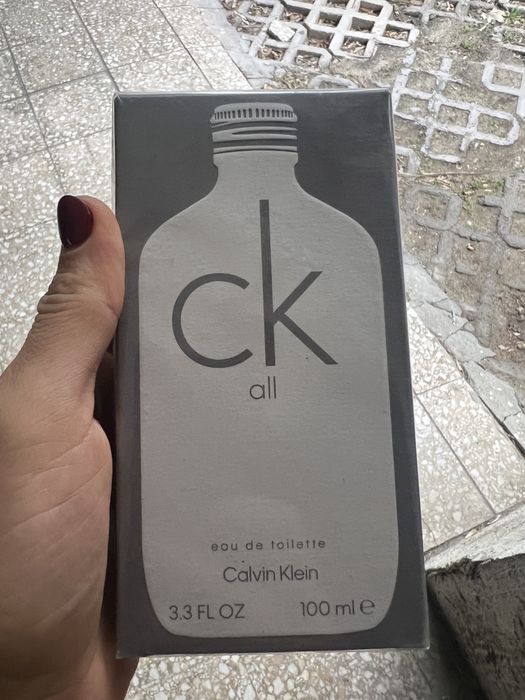 ck
all
eau de toilette
Calvin Klein
3.3 FL OZ 100 ml ℮